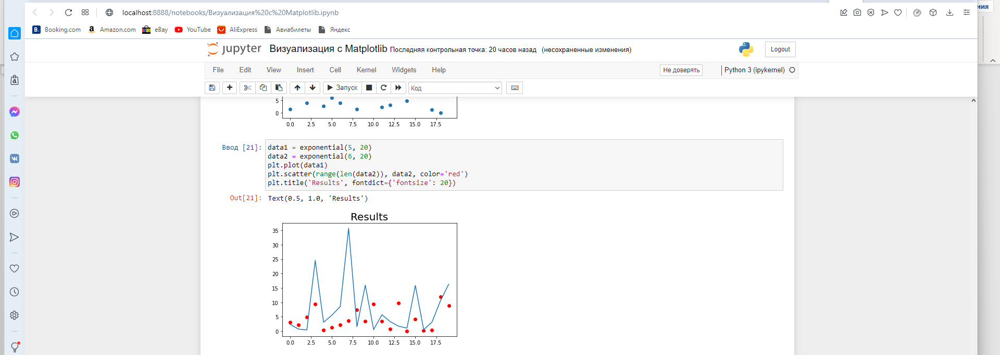 ния
localhost:8888/notebooks/Визуализация%20с%20Matplotlib.ipynb
B. Booking.com
a Amazon.com
eBay
YouTube
AliExpress
Авиабилеты
Яндекс
jupyter Визуализация с Matplotlib Последняя контрольная точка: 20 часов назад (несохраненные изменения)
Logout
File Edit View Insert Cell Kernel Widgets Help
Не доверять
Python 3 (ipykernel)
Запуск
Код
5
0
0.0 2.5 5.0 7.5 10.0 12.5 15.0 17.5
Ввод [21]:
data1 = exponential(5, 20)
data2 = exponential(6, 20)
plt.plot(data1)
plt.scatter(range(len(data2)), data2, color='red')
plt.title('Results', fontdict={'fontsize': 20})
Out[21]: Text(0.5, 1.0, 'Results')
Results
35
30
25
20
15
10
5
0
0.0 2.5 5.0 7.5 10.0 12.5 15.0 17.5